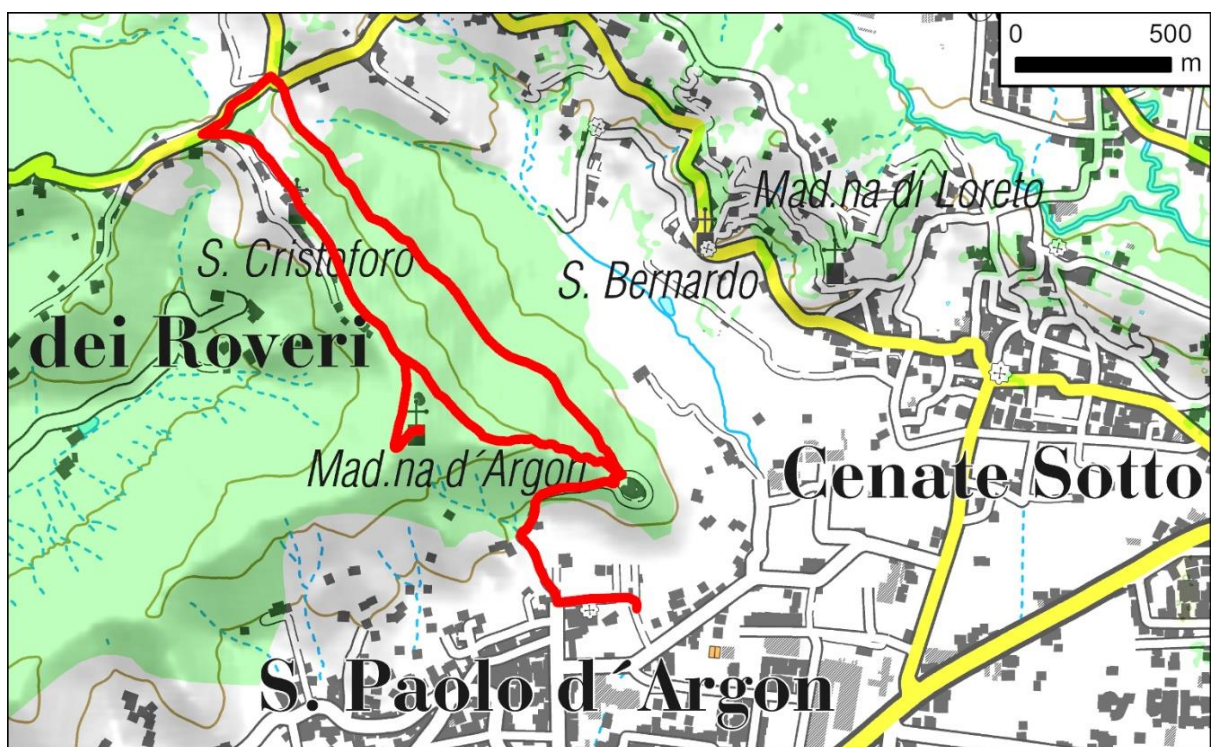 0 500
m
Mad.na di Loreto
S. Cristoforo
S. Bernardo
dei Roveri
Mad.na d´Argon
Cenate Sotto
S. Paolo d´Argon